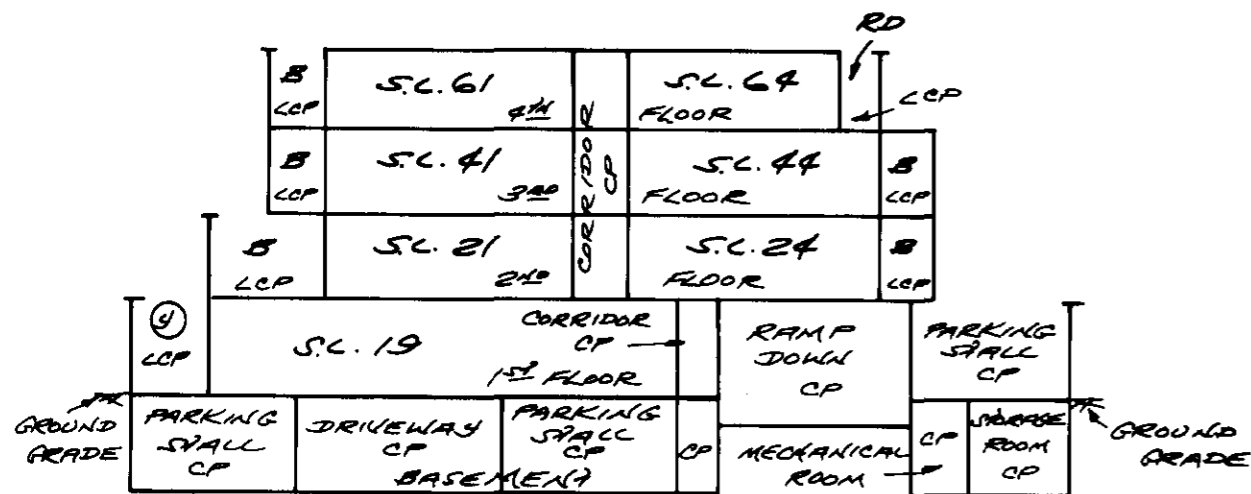 RD
B
LCP
S.L. 61
4TH
S.L. 64
FLOOR
LCP
B
LCP
S.L. 41
3RD
CORRIDOR
CP
S.L. 44
FLOOR
B
LCP
B
LCP
S.L. 21
2ND
S.L. 24
FLOOR
B
LCP
Y
LCP
S.L. 19
1ST FLOOR
CORRIDOR
CP
RAMP
DOWN
CP
PARKING
STALL
CP
GROUND
GRADE
PARKING
STALL
CP
DRIVEWAY
CP
PARKING
STALL
CP
BASEMENT
CP
MECHANICAL
ROOM
CP
STORAGE
ROOM
CP
GROUND
GRADE